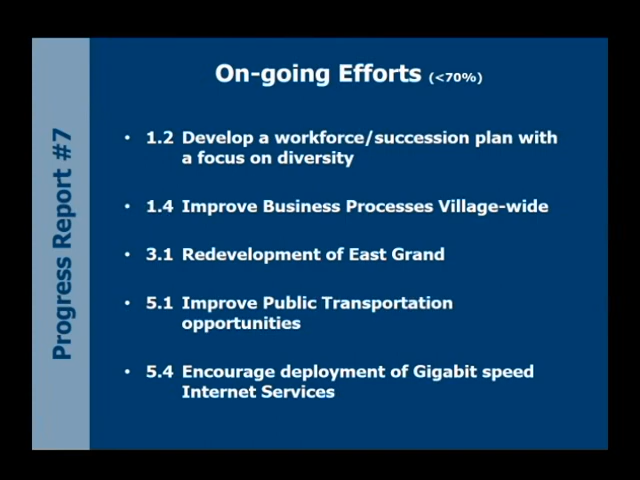 Progress Report #7
On-going Efforts (<70%)
• 1.2 Develop a workforce/succession plan with
a focus on diversity
• 1.4 Improve Business Processes Village-wide
• 3.1 Redevelopment of East Grand
• 5.1 Improve Public Transportation
opportunities
• 5.4 Encourage deployment of Gigabit speed
Internet Services